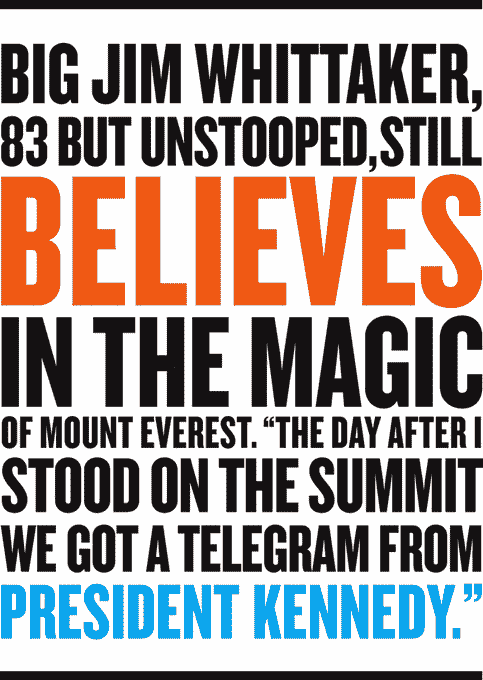 BIG JIM WHITTAKER,
83 BUT UNSTOOPED, STILL
BELIEVES
IN THE MAGIC
OF MOUNT EVEREST. “THE DAY AFTER I
STOOD ON THE SUMMIT
WE GOT A TELEGRAM FROM
PRESIDENT KENNEDY.”